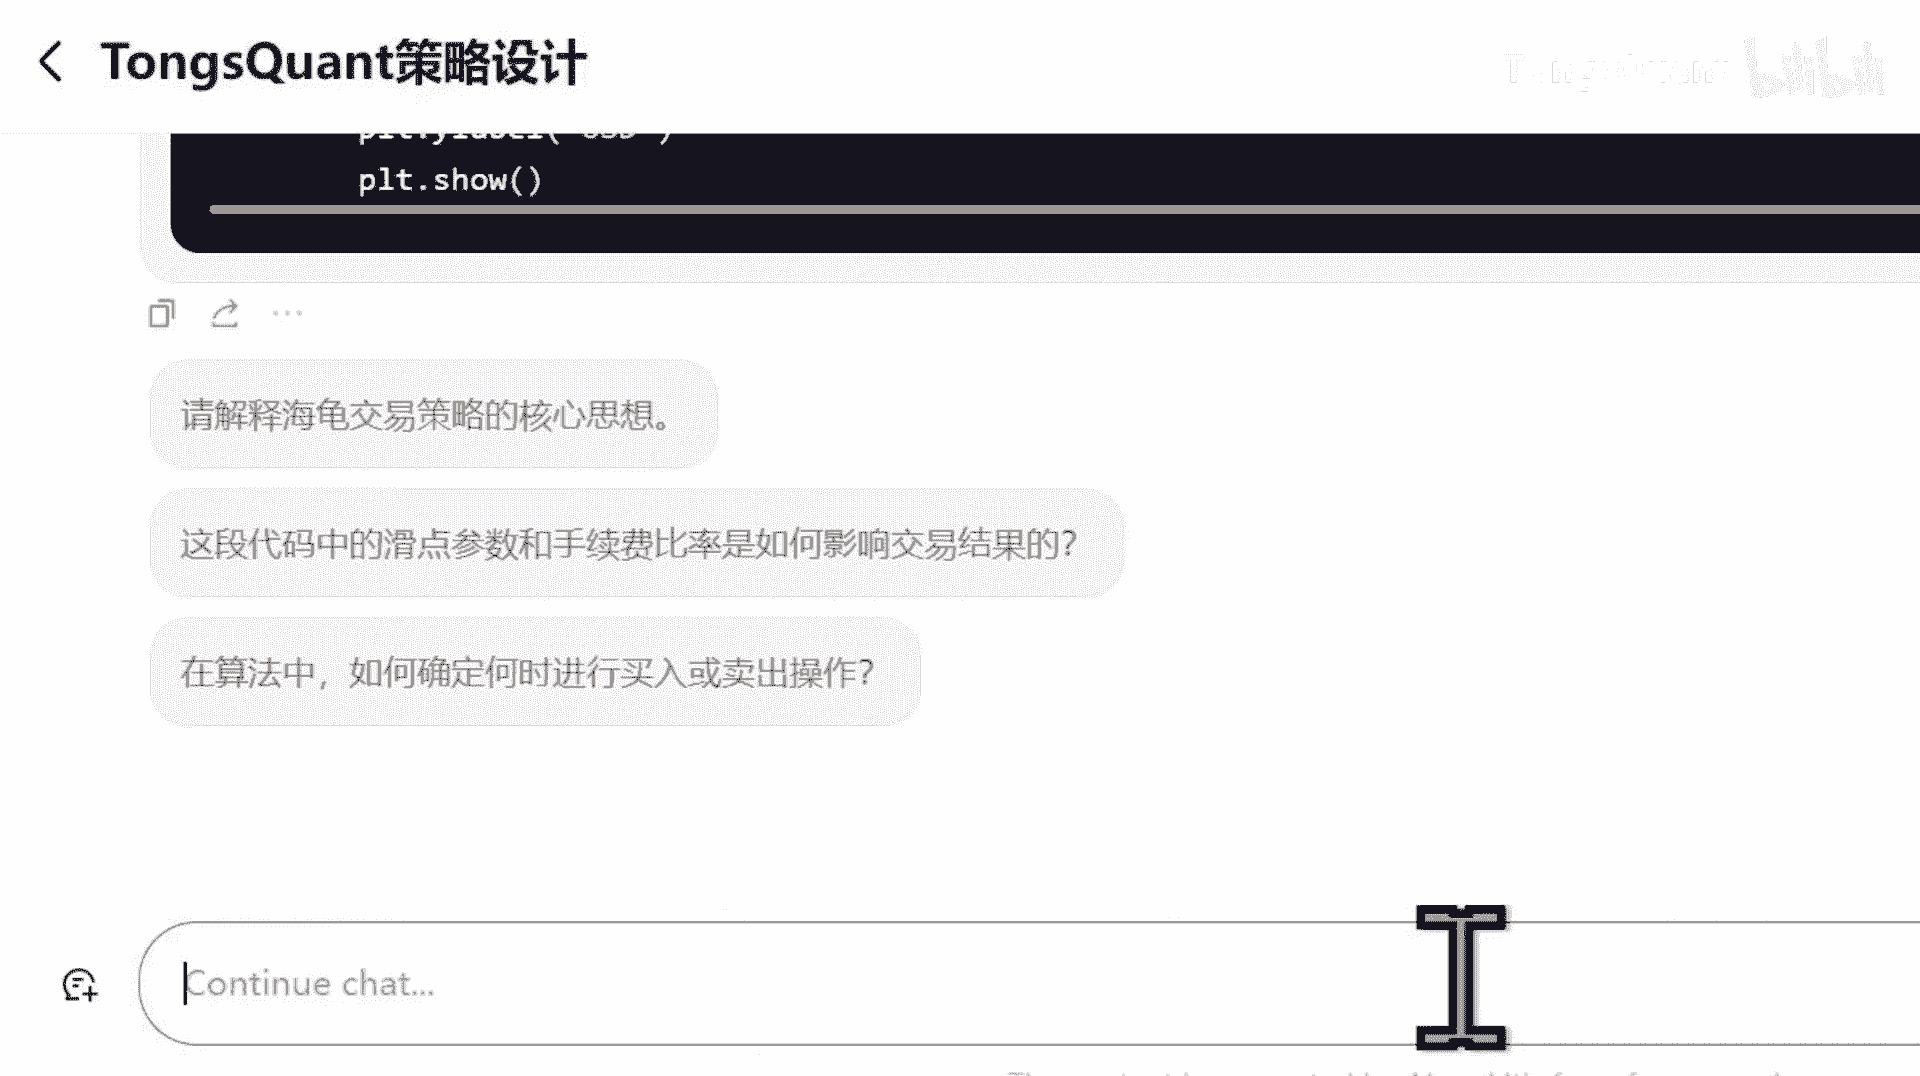 TongsQuant策略设计
bilibili
plt.ylabel('USD')
plt.show()
请解释海龟交易策略的核心思想。
这段代码中的滑点参数和手续费比率是如何影响交易结果的？
在算法中，如何确定何时进行买入或卖出操作？
Continue chat...